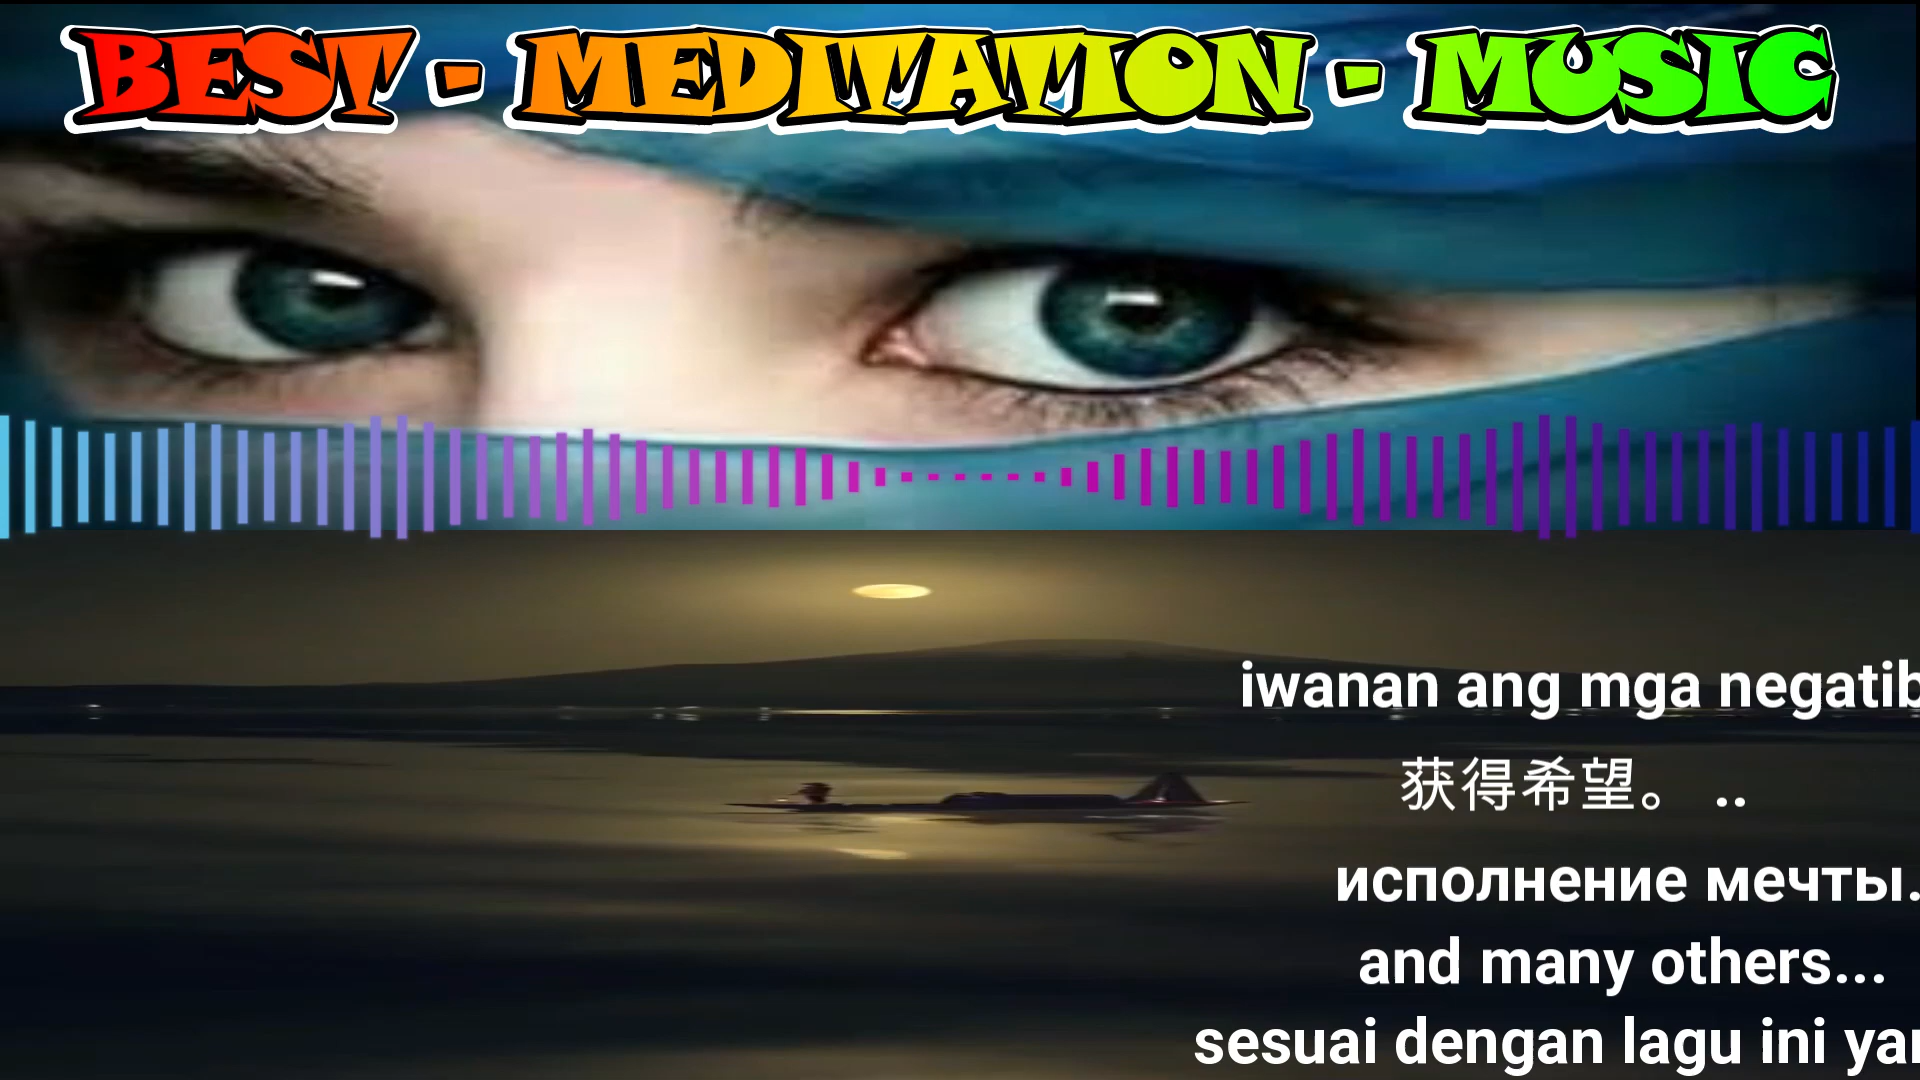 BEST - MEDITATION - MUSIC
iwanan ang mga negatib
获得希望。 ..
исполнение мечты.
and many others...
sesuai dengan lagu ini